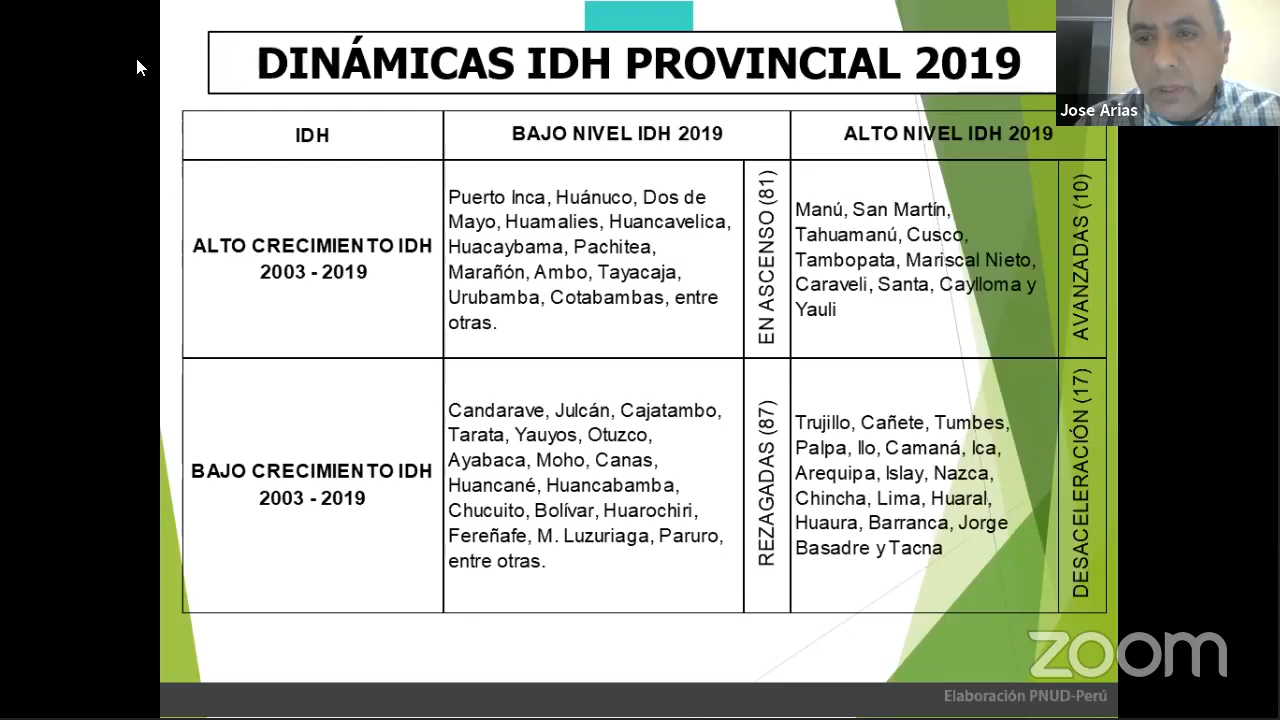 DINÁMICAS IDH PROVINCIAL 2019
Jose Arias
IDH
BAJO NIVEL IDH 2019
ALTO NIVEL IDH 2019
ALTO CRECIMIENTO IDH
2003 - 2019
Puerto Inca, Huánuco, Dos de
Mayo, Huamalies, Huancavelica,
Huacaybama, Pachitea,
Marañón, Ambo, Tayacaja,
Urubamba, Cotabambas, entre
otras.
EN ASCENSO (81)
Manú, San Martín,
Tahuamanú, Cusco,
Tambopata, Mariscal Nieto,
Caraveli, Santa, Caylloma y
Yauli
AVANZADAS (10)
BAJO CRECIMIENTO IDH
2003 - 2019
Candarave, Julcán, Cajatambo,
Tarata, Yauyos, Otuzco,
Ayabaca, Moho, Canas,
Huancané, Huancabamba,
Chucuito, Bolívar, Huarochiri,
Fereñafe, M. Luzuriaga, Paruro,
entre otras.
REZAGADAS (87)
Trujillo, Cañete, Tumbes,
Palpa, Ilo, Camaná, Ica,
Arequipa, Islay, Nazca,
Chincha, Lima, Huaral,
Huaura, Barranca, Jorge
Basadre y Tacna
DESACELERACIÓN (17)
zoom
Elaboración PNUD-Perú